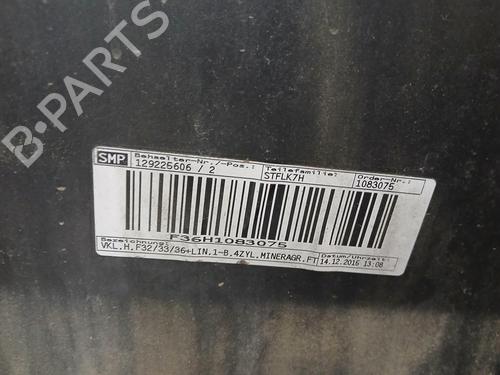 B-PARTS
SMP
Behaelter-Nr./-Pos.:
129225606 / 2
Teilefamilie:
STFLK7H
Order-Nr.:
1083075
F36H1083075
Bezeichnung:
VKL.H.F32/33/36+LIN.1-B.4ZYL.MINERAGR.FT
Datum/Uhrzeit:
14.12.2016 13:08